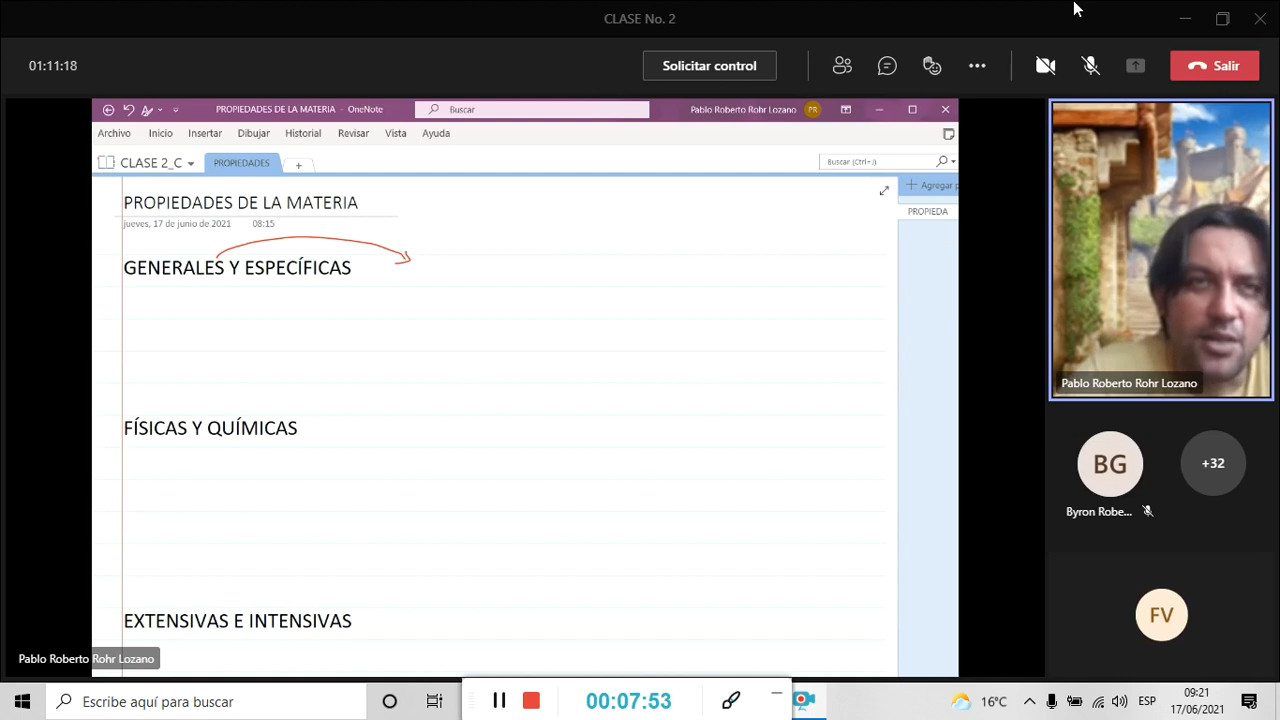 CLASE No. 2
01:11:18
Solicitar control
Salir
PROPIEDADES DE LA MATERIA - OneNote
Buscar
Pablo Roberto Rohr Lozano
PR
Archivo
Inicio
Insertar
Dibujar
Historial
Revisar
Vista
Ayuda
CLASE 2_C
PROPIEDADES
+
Buscar (Ctrl+/)
Agregar p
PROPIEDA
PROPIEDADES DE LA MATERIA
jueves, 17 de junio de 2021 08:15
GENERALES Y ESPECÍFICAS
FÍSICAS Y QUÍMICAS
EXTENSIVAS E INTENSIVAS
Pablo Roberto Rohr Lozano
Pablo Roberto Rohr Lozano
BG
+32
Byron Robe...
FV
Escribe aquí para buscar
00:07:53
16°C
ESP
09:21
17/06/2021